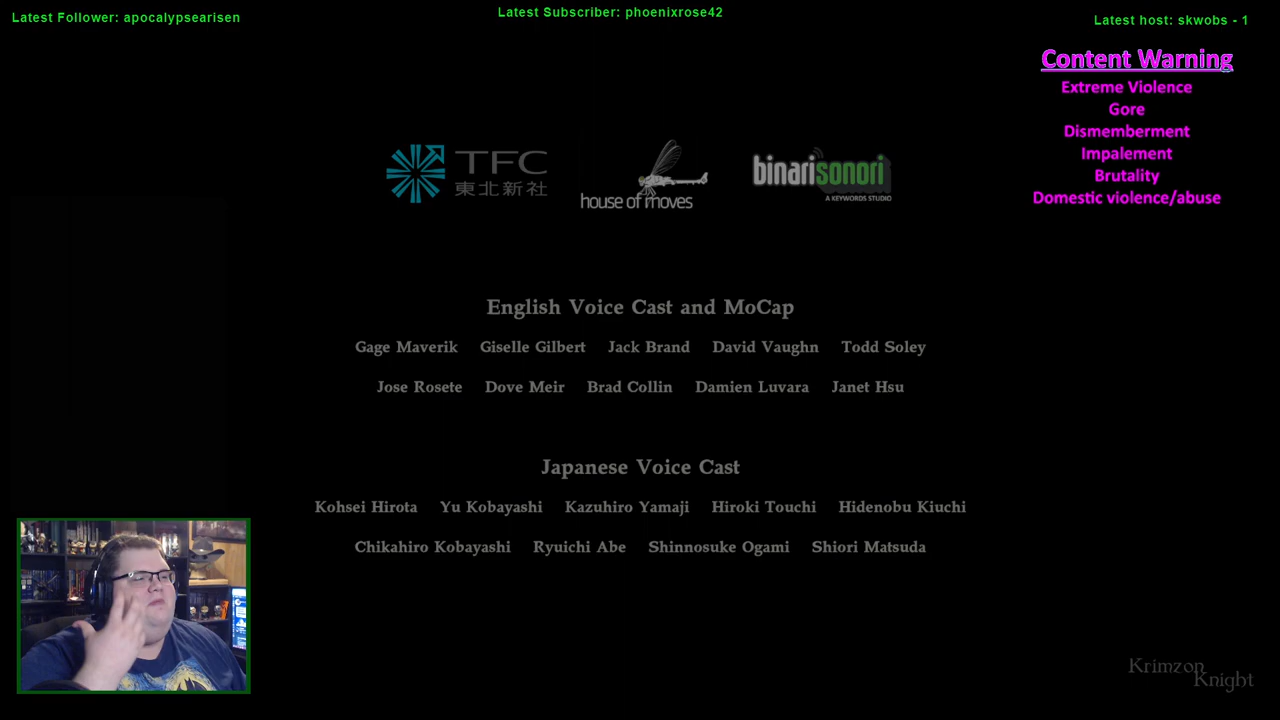 Latest Follower: apocalypsearisen
Latest Subscriber: phoenixrose42
Latest host: skwobs - 1
Content Warning
Extreme Violence
Gore
Dismemberment
Impalement
Brutality
Domestic violence/abuse
TFC
東北新社
house of moves
binarisonori
A KEYWORDS STUDIO
English Voice Cast and MoCap
Gage Maverik Giselle Gilbert Jack Brand David Vaughn Todd Soley
Jose Rosete Dove Meir Brad Collin Damien Luvara Janet Hsu
Japanese Voice Cast
Kohsei Hirota Yu Kobayashi Kazuhiro Yamaji Hiroki Touchi Hidenobu Kiuchi
Chikahiro Kobayashi Ryuichi Abe Shinnosuke Ogami Shiori Matsuda
Krimzon
Knight